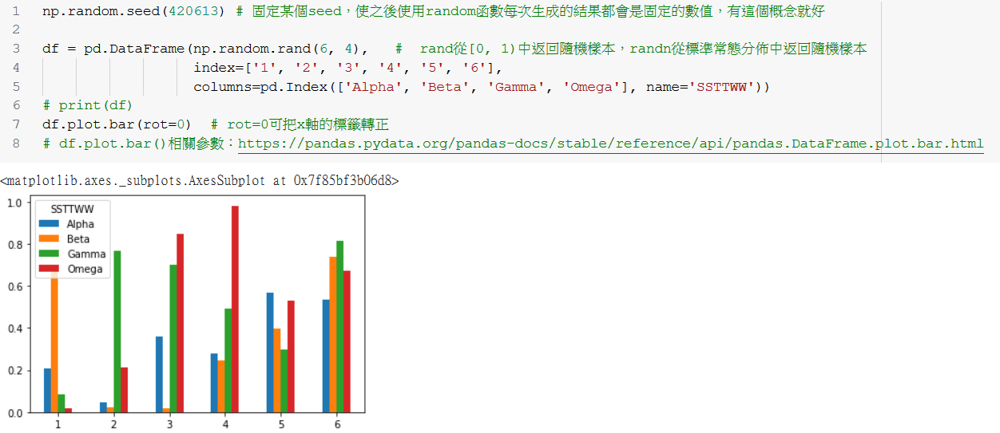 1 np.random.seed(420613) # 固定某個seed，使之後使用random函數每次生成的結果都會是固定的數值，有這個概念就好
2
3 df = pd.DataFrame(np.random.rand(6, 4),   #  rand從[0, 1)中返回隨機樣本，randn從標準常態分佈中返回隨機樣本
4 index=['1', '2', '3', '4', '5', '6'],
5 columns=pd.Index(['Alpha', 'Beta', 'Gamma', 'Omega'], name='SSTTWW'))
6 # print(df)
7 df.plot.bar(rot=0)  # rot=0可把x軸的標籤轉正
8 # df.plot.bar()相關參數：https://pandas.pydata.org/pandas-docs/stable/reference/api/pandas.DataFrame.plot.bar.html
<matplotlib.axes._subplots.AxesSubplot at 0x7f85bf3b06d8>
SSTTWW
Alpha
Beta
Gamma
Omega
1.0
0.8
0.6
0.4
0.2
0.0
1 2 3 4 5 6